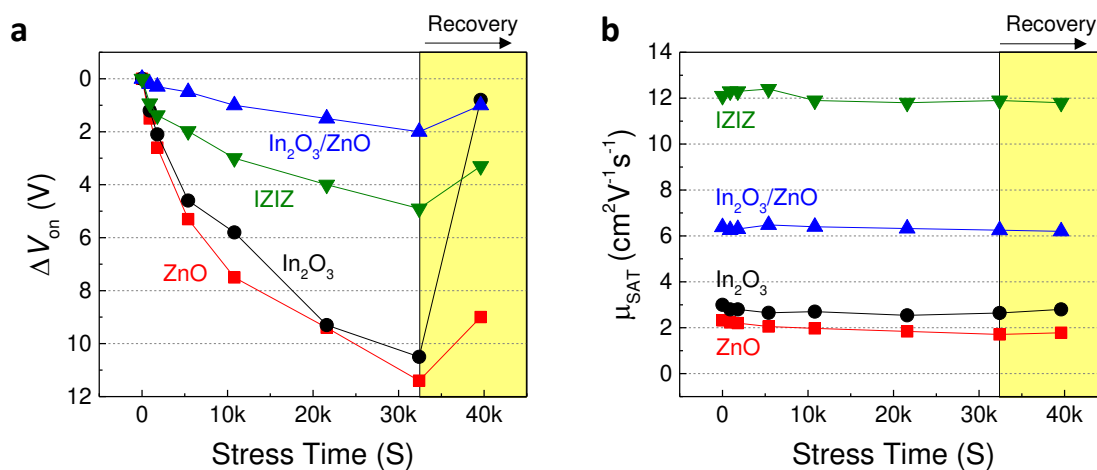 a
Recovery
0
2
4
6
8
10
12
ΔV_on (V)
In₂O₃/ZnO
IZIZ
ZnO
In₂O₃
0 10k 20k 30k 40k
Stress Time (S)
b
Recovery
14
12
10
8
6
4
2
0
μ_SAT (cm²V⁻¹s⁻¹)
IZIZ
In₂O₃/ZnO
In₂O₃
ZnO
0 10k 20k 30k 40k
Stress Time (S)